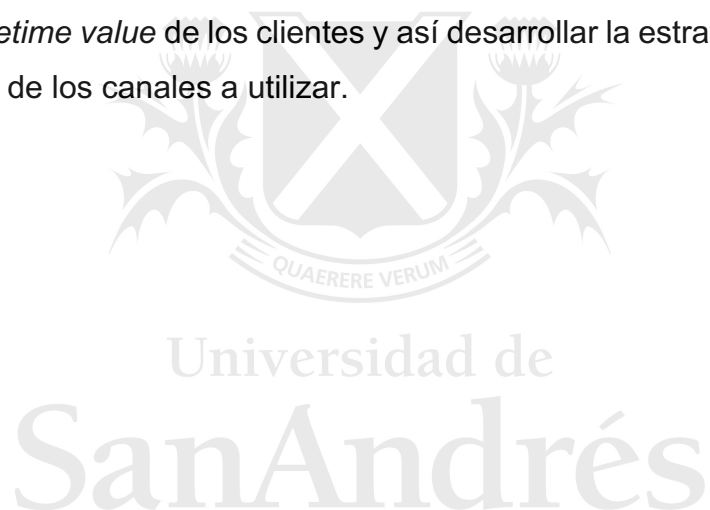 etime value de los clientes y así desarrollar la estra
de los canales a utilizar.
QUAERERE VERUM
Universidad de
SanAndrés